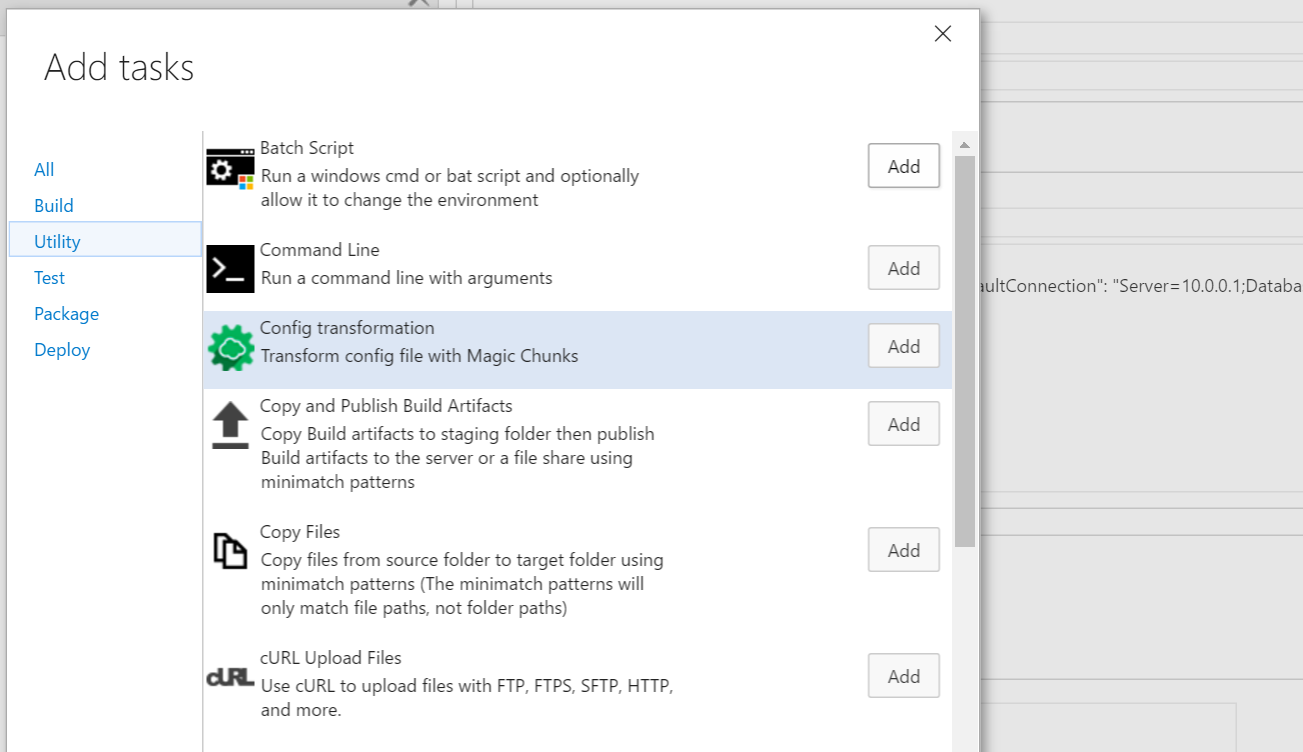 Add tasks
All
Build
Utility
Test
Package
Deploy
Batch Script
Run a windows cmd or bat script and optionally
allow it to change the environment
Add
Command Line
Run a command line with arguments
Add
Config transformation
Transform config file with Magic Chunks
Add
Copy and Publish Build Artifacts
Copy Build artifacts to staging folder then publish
Build artifacts to the server or a file share using
minimatch patterns
Add
Copy Files
Copy files from source folder to target folder using
minimatch patterns (The minimatch patterns will
only match file paths, not folder paths)
Add
cURL
cURL Upload Files
Use cURL to upload files with FTP, FTPS, SFTP, HTTP,
and more.
Add
aultConnection": "Server=10.0.0.1;Databa